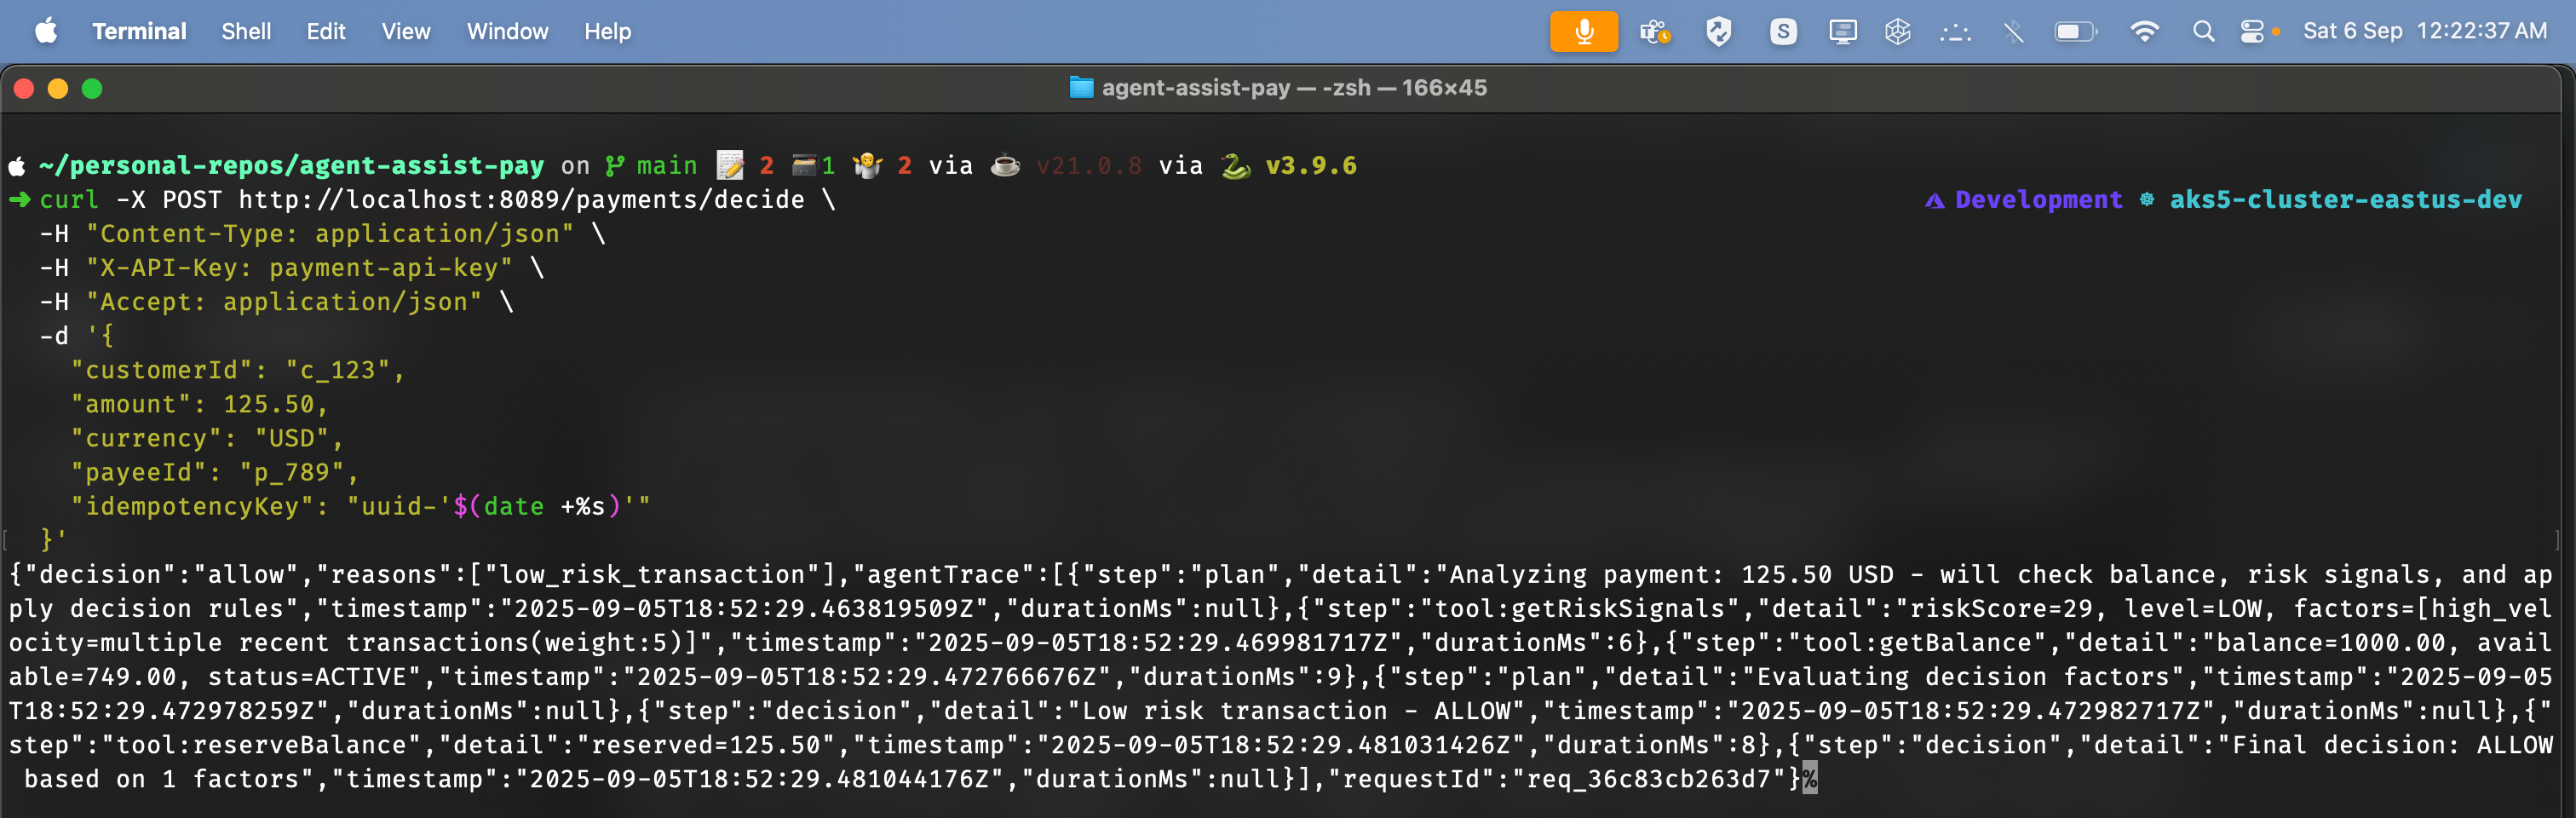 Terminal Shell Edit View Window Help S Sat 6 Sep 12:22:37 AM
agent-assist-pay — -zsh — 166×45
~/personal-repos/agent-assist-pay on main 2 1 2 via v21.0.8 via v3.9.6
curl -X POST http://localhost:8089/payments/decide \ Development aks5-cluster-eastus-dev
-H "Content-Type: application/json" \
-H "X-API-Key: payment-api-key" \
-H "Accept: application/json" \
-d '{
"customerId": "c_123",
"amount": 125.50,
"currency": "USD",
"payeeId": "p_789",
"idempotencyKey": "uuid-'$(date +%s)'"
}'
{"decision":"allow","reasons":["low_risk_transaction"],"agentTrace":[{"step":"plan","detail":"Analyzing payment: 125.50 USD - will check balance, risk signals, and ap
ply decision rules","timestamp":"2025-09-05T18:52:29.463819509Z","durationMs":null},{"step":"tool:getRiskSignals","detail":"riskScore=29, level=LOW, factors=[high_vel
ocity=multiple recent transactions(weight:5)]","timestamp":"2025-09-05T18:52:29.469981717Z","durationMs":6},{"step":"tool:getBalance","detail":"balance=1000.00, avail
able=749.00, status=ACTIVE","timestamp":"2025-09-05T18:52:29.472766676Z","durationMs":9},{"step":"plan","detail":"Evaluating decision factors","timestamp":"2025-09-05
T18:52:29.472978259Z","durationMs":null},{"step":"decision","detail":"Low risk transaction - ALLOW","timestamp":"2025-09-05T18:52:29.472982717Z","durationMs":null},{"
step":"tool:reserveBalance","detail":"reserved=125.50","timestamp":"2025-09-05T18:52:29.481031426Z","durationMs":8},{"step":"decision","detail":"Final decision: ALLOW
based on 1 factors","timestamp":"2025-09-05T18:52:29.481044176Z","durationMs":null}],"requestId":"req_36c83cb263d7"}%